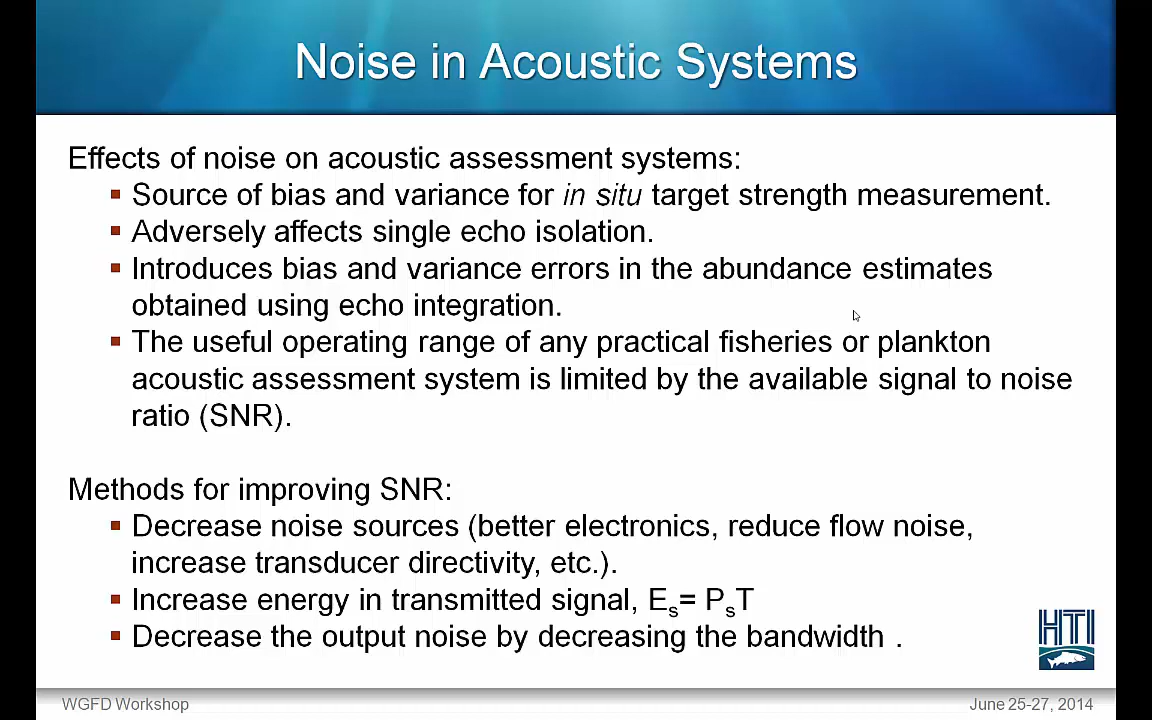 Noise in Acoustic Systems
Effects of noise on acoustic assessment systems:
▪ Source of bias and variance for in situ target strength measurement.
▪ Adversely affects single echo isolation.
▪ Introduces bias and variance errors in the abundance estimates
obtained using echo integration.
▪ The useful operating range of any practical fisheries or plankton
acoustic assessment system is limited by the available signal to noise
ratio (SNR).
Methods for improving SNR:
▪ Decrease noise sources (better electronics, reduce flow noise,
increase transducer directivity, etc.).
▪ Increase energy in transmitted signal, Es= PsT
▪ Decrease the output noise by decreasing the bandwidth .
HTI
WGFD Workshop
June 25-27, 2014